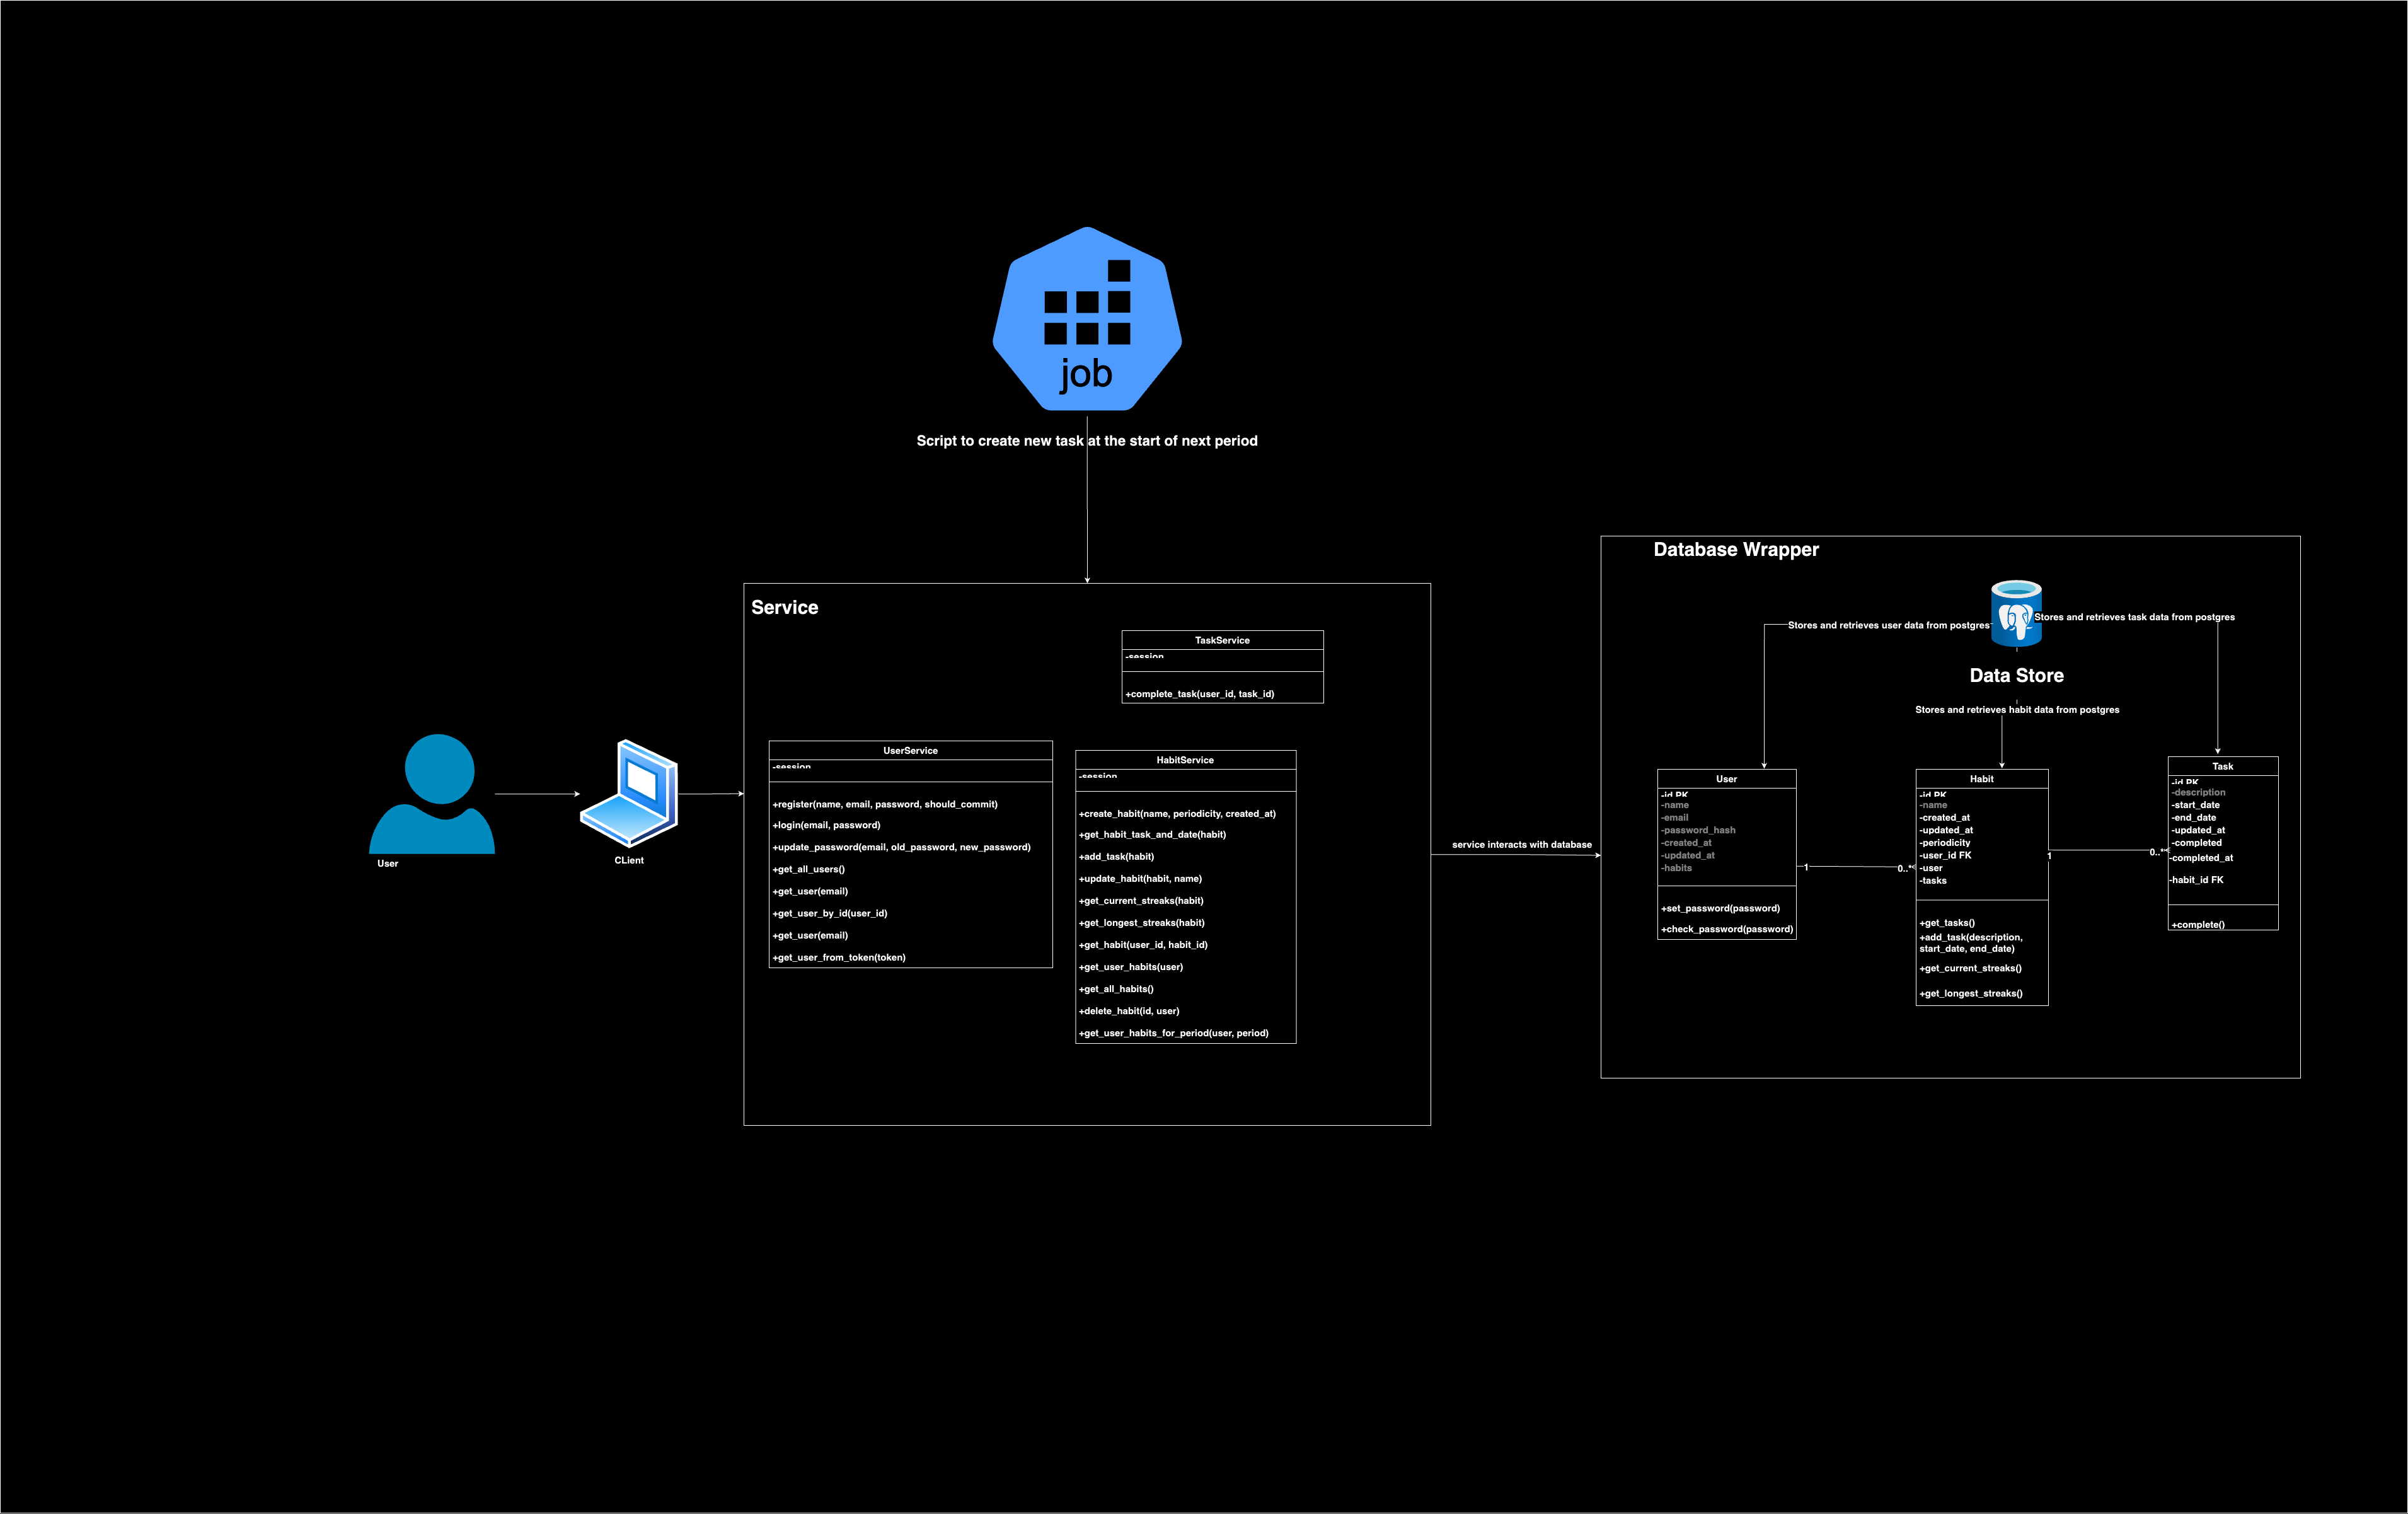 job
Script to create new task at the start of next period
Service
TaskService
-session
+complete_task(user_id, task_id)
UserService
-session
+register(name, email, password, should_commit)
+login(email, password)
+update_password(email, old_password, new_password)
+get_all_users()
+get_user(email)
+get_user_by_id(user_id)
+get_user(email)
+get_user_from_token(token)
HabitService
-session
+create_habit(name, periodicity, created_at)
+get_habit_task_and_date(habit)
+add_task(habit)
+update_habit(habit, name)
+get_current_streaks(habit)
+get_longest_streaks(habit)
+get_habit(user_id, habit_id)
+get_user_habits(user)
+get_all_habits()
+delete_habit(id, user)
+get_user_habits_for_period(user, period)
User
CLient
service interacts with database
Database Wrapper
Stores and retrieves user data from postgres
Stores and retrieves task data from postgres
Data Store
Stores and retrieves habit data from postgres
User
-id PK
-name
-email
-password_hash
-created_at
-updated_at
-habits
+set_password(password)
+check_password(password)
1
0..*
Habit
-id PK
-name
-created_at
-updated_at
-periodicity
-user_id FK
-user
-tasks
+get_tasks()
+add_task(description,
start_date, end_date)
+get_current_streaks()
+get_longest_streaks()
1
0..*
Task
-id PK
-description
-start_date
-end_date
-updated_at
-completed
-completed_at
-habit_id FK
+complete()